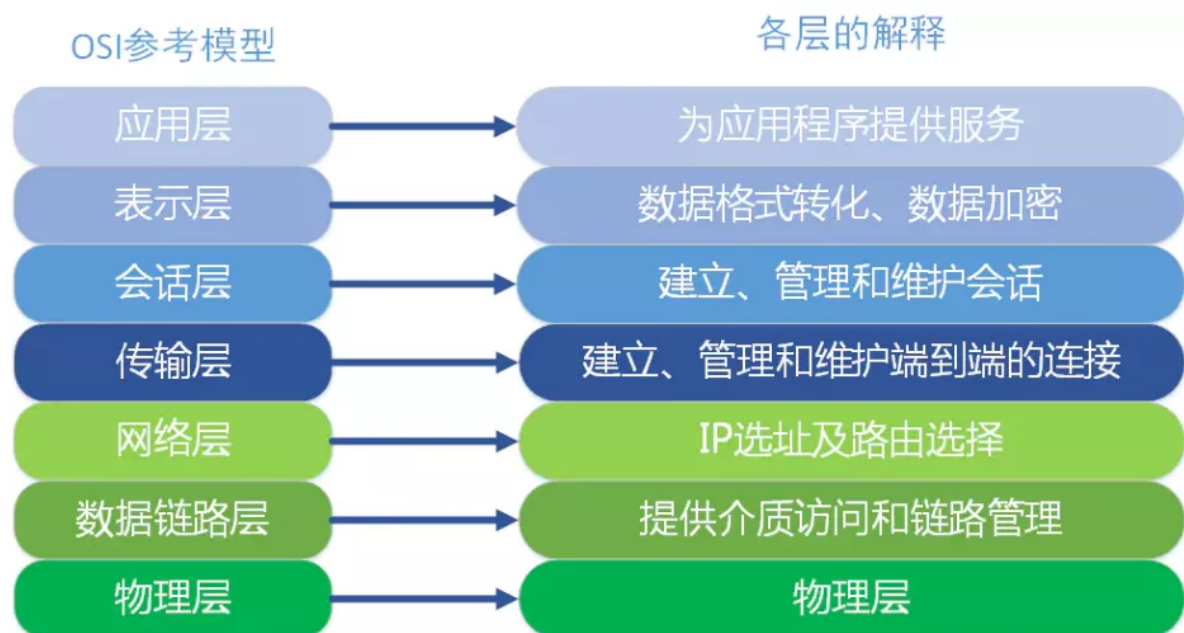 OSI参考模型
各层的解释
应用层
为应用程序提供服务
表示层
数据格式转化、数据加密
会话层
建立、管理和维护会话
传输层
建立、管理和维护端到端的连接
网络层
IP选址及路由选择
数据链路层
提供介质访问和链路管理
物理层
物理层